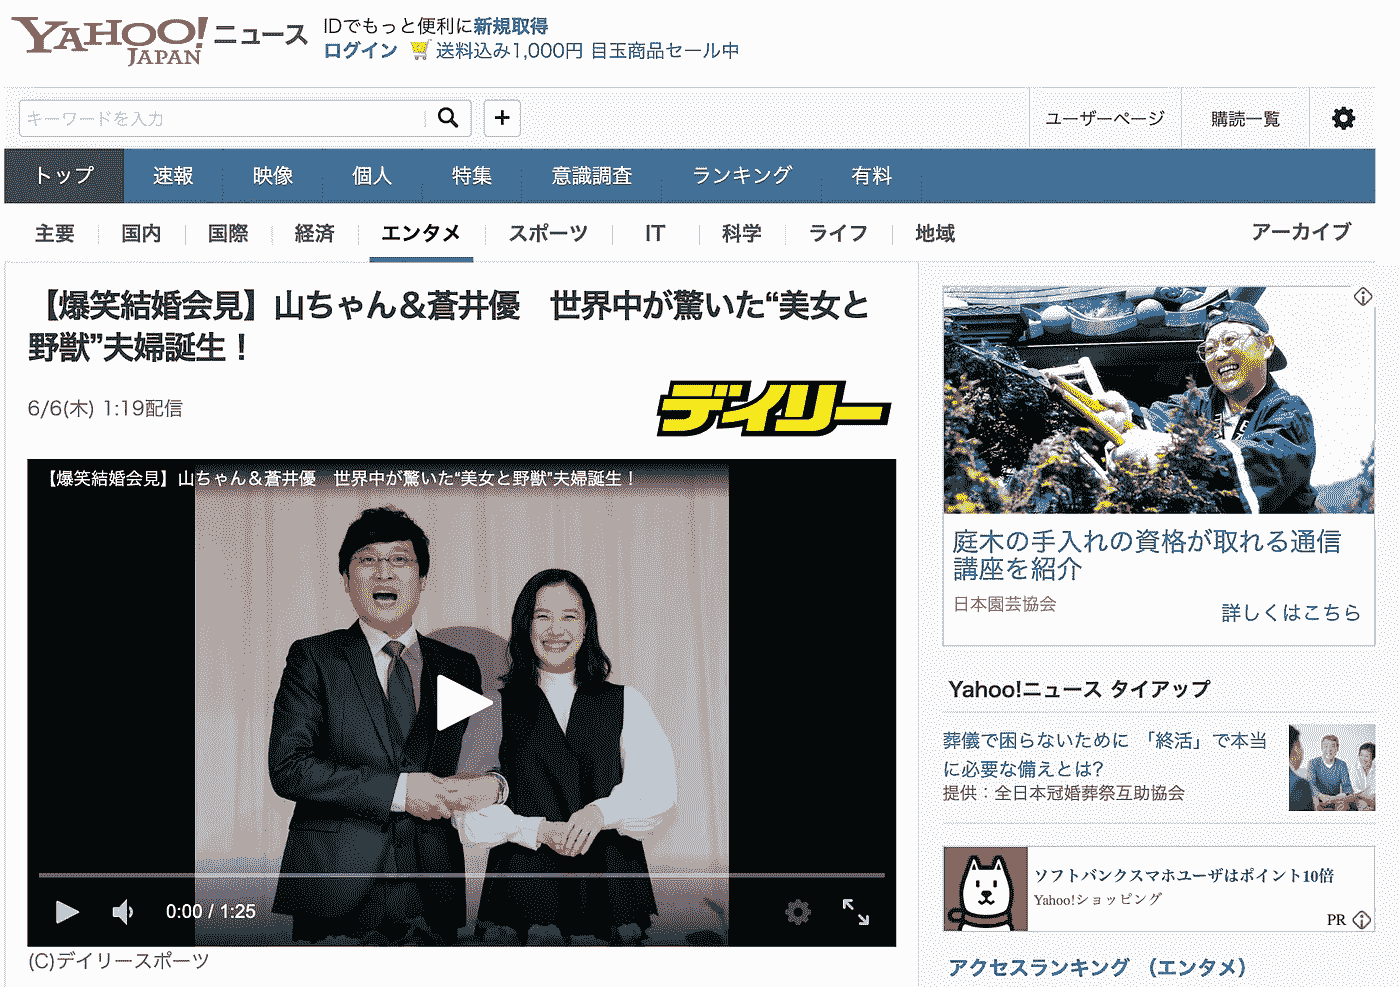 YAHOO! JAPAN ニュース
IDでもっと便利に新規取得
ログイン 送料込み1,000円 目玉商品セール中
キーワードを入力
+
ユーザーページ
購読一覧
トップ
速報
映像
個人
特集
意識調査
ランキング
有料
主要
国内
国際
経済
エンタメ
スポーツ
IT
科学
ライフ
地域
アーカイブ
【爆笑結婚会見】山ちゃん＆蒼井優　世界中が驚いた“美女と
野獣”夫婦誕生！
6/6(木) 1:19配信
デイリー
【爆笑結婚会見】山ちゃん＆蒼井優　世界中が驚いた“美女と野獣”夫婦誕生！
0:00 / 1:25
(C)デイリースポーツ
庭木の手入れの資格が取れる通信
講座を紹介
日本園芸協会
詳しくはこちら
Yahoo!ニュース タイアップ
葬儀で困らないために 「終活」で本当
に必要な備えとは?
提供：全日本冠婚葬祭互助協会
ソフトバンクスマホユーザはポイント10倍
Yahoo!ショッピング
PR
アクセスランキング （エンタメ）